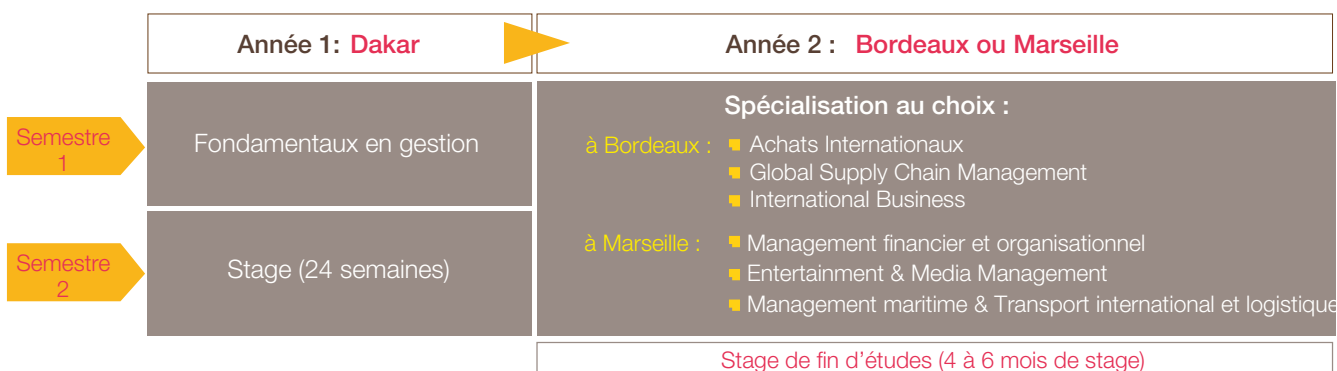 Année 1: Dakar
Année 2 : Bordeaux ou Marseille
Semestre
1
Fondamentaux en gestion
Spécialisation au choix :
à Bordeaux :
Achats Internationaux
Global Supply Chain Management
International Business
Semestre
2
Stage (24 semaines)
à Marseille :
Management financier et organisationnel
Entertainment & Media Management
Management maritime & Transport international et logistique
Stage de fin d’études (4 à 6 mois de stage)